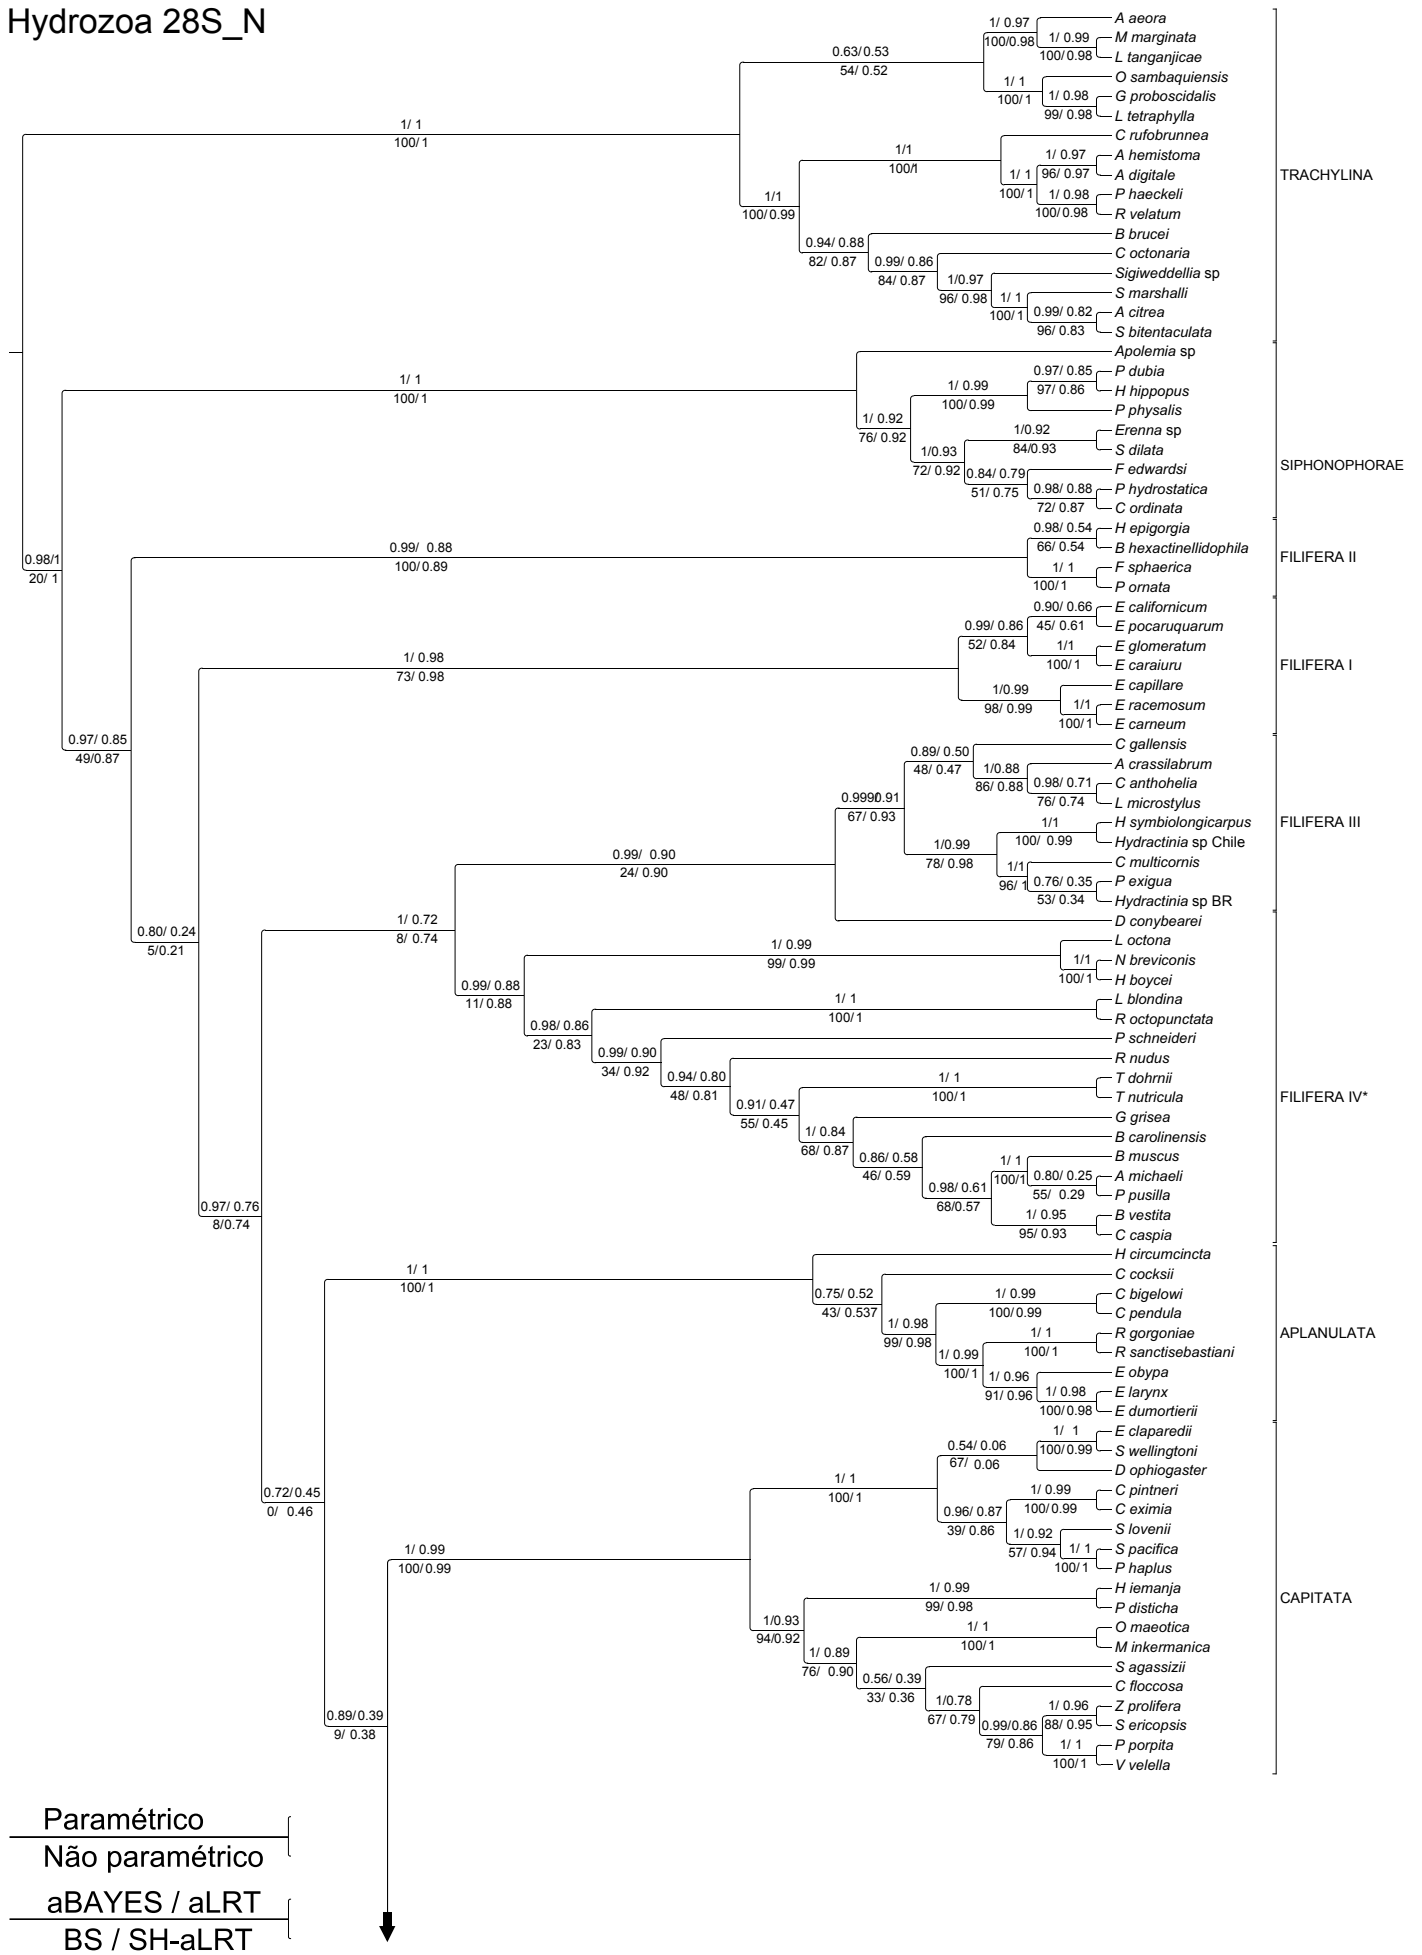 Hydrozoa 28S_N
1/ 0.97
100/0.98
A aeora
1/ 0.99
100/ 0.98
M marginata
L tanganjicae
0.63/0.53
54/ 0.52
1/ 1
100/ 1
O sambaquiensis
1/ 0.98
99/ 0.98
G proboscidalis
L tetraphylla
1/ 1
100/ 1
C rufobrunnea
1/1
100/1
1/ 0.97
96/ 0.97
A hemistoma
A digitale
1/ 1
100/ 1
1/ 0.98
100/ 0.98
P haeckeli
R velatum
TRACHYLINA
1/1
100/ 0.99
B brucei
0.94/ 0.88
82/ 0.87
C octonaria
0.99/ 0.86
84/ 0.87
Sigiweddellia sp
1/0.97
96/ 0.98
S marshalli
1/ 1
100/ 1
0.99/ 0.82
96/ 0.83
A citrea
S bitentaculata
Apolemia sp
1/ 1
100/ 1
0.97/ 0.85
97/ 0.86
P dubia
H hippopus
1/ 0.99
100/ 0.99
P physalis
1/ 0.92
76/ 0.92
1/0.92
84/0.93
Erenna sp
S dilata
1/0.93
72/ 0.92
F edwardsi
0.84/ 0.79
51/ 0.75
0.98/ 0.88
72/ 0.87
P hydrostatica
C ordinata
SIPHONOPHORAE
0.98/1
20/ 1
0.99/ 0.88
100/ 0.89
0.98/ 0.54
66/ 0.54
H epigorgia
B hexactinellidophila
1/ 1
100/ 1
F sphaerica
P ornata
FILIFERA II
0.90/ 0.66
45/ 0.61
E californicum
E pocaruquarum
0.99/ 0.86
52/ 0.84
1/1
100/ 1
E glomeratum
E caraiuru
1/ 0.98
73/ 0.98
FILIFERA I
E capillare
1/0.99
98/ 0.99
1/1
100/ 1
E racemosum
E carneum
0.97/ 0.85
49/0.87
C gallensis
0.89/ 0.50
48/ 0.47
A crassilabrum
1/0.88
86/ 0.88
0.98/ 0.71
76/ 0.74
C anthohelia
L microstylus
67/ 0.93
1/1
100/ 0.99
H symbiolongicarpus
Hydractinia sp Chile
FILIFERA III
1/0.99
78/ 0.98
C multicornis
1/1
96/ 1
0.76/ 0.35
53/ 0.34
P exigua
Hydractinia sp BR
0.99/ 0.90
24/ 0.90
D conybearei
1/ 0.72
8/ 0.74
0.80/ 0.24
5/0.21
L octona
1/ 0.99
99/ 0.99
1/1
100/ 1
N breviconis
H boycei
0.99/ 0.88
11/ 0.88
1/ 1
100/ 1
L blondina
R octopunctata
0.98/ 0.86
23/ 0.83
P schneideri
0.99/ 0.90
34/ 0.92
R nudus
0.94/ 0.80
48/ 0.81
1/ 1
100/ 1
T dohrnii
T nutricula
FILIFERA IV*
0.91/ 0.47
55/ 0.45
G grisea
1/ 0.84
68/ 0.87
B carolinensis
0.86/ 0.58
46/ 0.59
B muscus
1/ 1
100/1
0.80/ 0.25
55/ 0.29
A michaeli
P pusilla
0.98/ 0.61
68/0.57
1/ 0.95
95/ 0.93
B vestita
C caspia
0.97/ 0.76
8/0.74
H circumcincta
1/ 1
100/ 1
C cocksii
0.75/ 0.52
43/ 0.537
1/ 0.99
100/ 0.99
C bigelowi
C pendula
1/ 0.98
99/ 0.98
1/ 1
100/ 1
R gorgoniae
R sanctisebastiani
APLANULATA
1/ 0.99
100/ 1
E obypa
1/ 0.96
91/ 0.96
1/ 0.98
100/ 0.98
E larynx
E dumortierii
1/ 1
100/ 0.99
E claparedii
S wellingtoni
0.54/ 0.06
67/ 0.06
D ophiogaster
1/ 1
100/ 1
1/ 0.99
100/ 0.99
C pintneri
C eximia
0.72/ 0.45
0/ 0.46
0.96/ 0.87
39/ 0.86
S lovenii
1/ 0.92
57/ 0.94
1/ 1
100/ 1
S pacifica
P haplus
1/ 0.99
100/ 0.99
1/ 0.99
99/ 0.98
H iemanja
P disticha
CAPITATA
1/0.93
94/0.92
1/ 1
100/ 1
O maeotica
M inkermanica
1/ 0.89
76/ 0.90
S agassizii
0.56/ 0.39
33/ 0.36
C floccosa
1/0.78
67/ 0.79
1/ 0.96
88/ 0.95
Z prolifera
S ericopsis
0.99/0.86
79/ 0.86
1/ 1
100/ 1
P porpita
V velella
0.89/ 0.39
9/ 0.38
Paramétrico
Não paramétrico
aBAYES / aLRT
BS / SH-aLRT